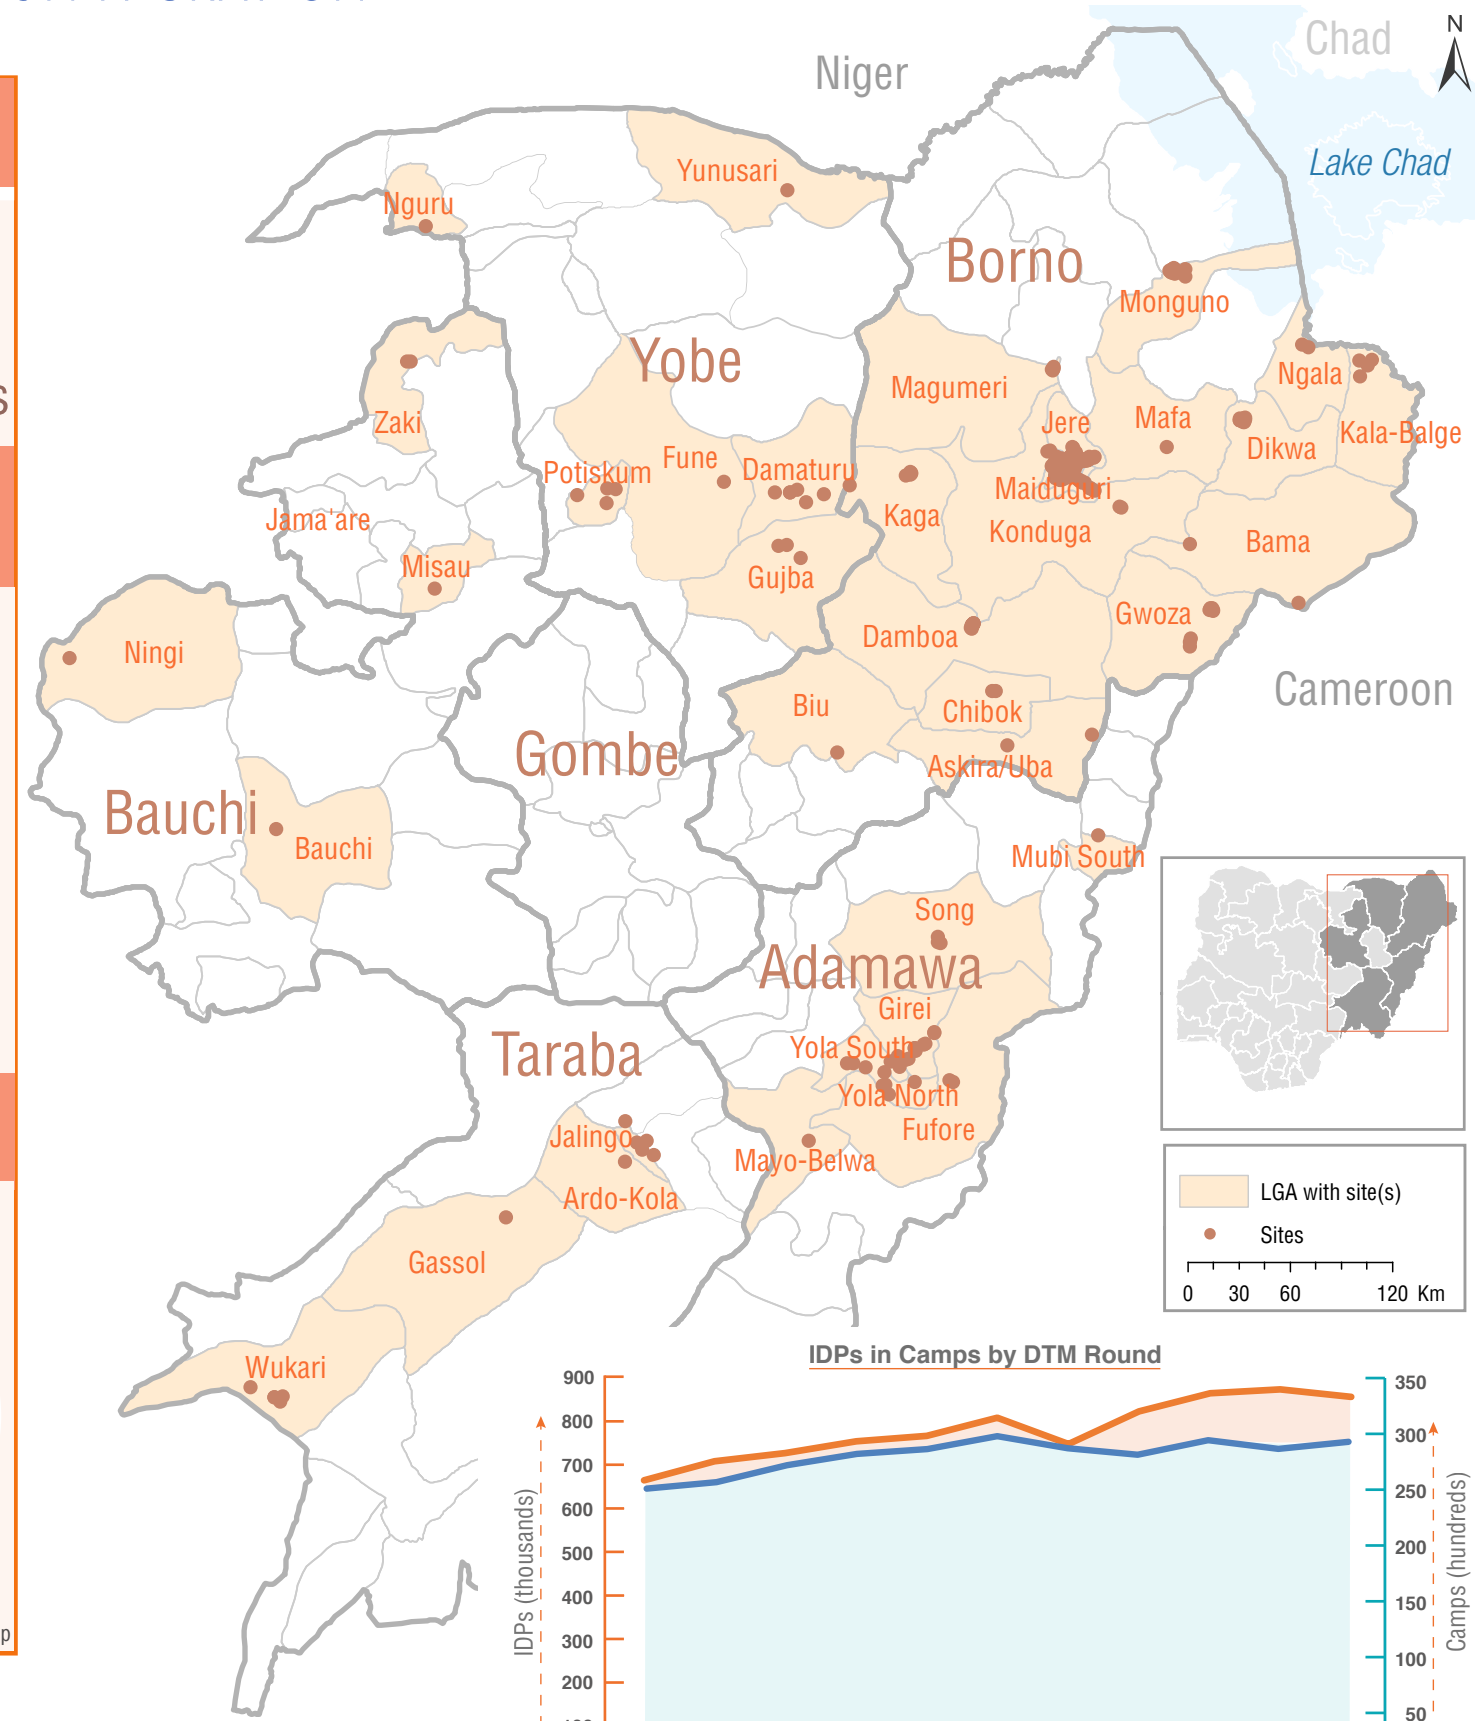 Niger
Chad
N
Lake Chad
Yunusari
Nguru
Borno
Monguno
Yobe
Ngala
Magumeri
Zaki
Jere
Mafa
Kala-Balge
Dikwa
Fune
Potiskum
Damaturu
Maiduguri
Jama'are
Kaga
Konduga
Bama
Misau
Gujba
Gwoza
Damboa
Ningi
Cameroon
Biu
Chibok
Gombe
Askira/Uba
Bauchi
Bauchi
Mubi South
Song
Adamawa
Girei
Taraba
Yola South
Yola North
Fufore
Jalingo
Mayo-Belwa
Ardo-Kola
LGA with site(s)
Sites
Gassol
0 30 60 120 Km
Wukari
IDPs in Camps by DTM Round
900
800
700
600
500
400
300
200
IDPs (thousands)
350
300
250
200
150
100
50
Camps (hundreds)
S
p